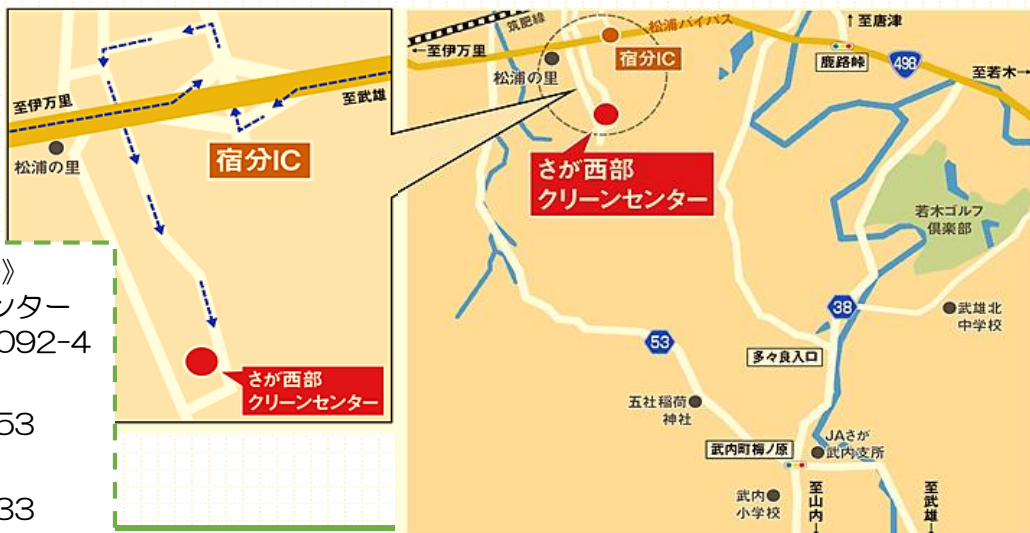 至伊万里
松浦の里
宿分IC
至武雄
さが西部
クリーンセンター
》
ンター
092-4
53
33
筑肥線
松浦バイパス
↑至唐津
←至伊万里
宿分IC
鹿路峠
498
至若木→
松浦の里
さが西部
クリーンセンター
若木ゴルフ
倶楽部
38
武雄北
中学校
53
多々良入口
五社稲荷
神社
JAさが
武内支所
武内町梅ノ原
武内
小学校
至山内↓
至武雄↓